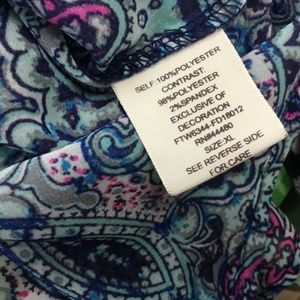 SELF:100%POLYESTER
CONTRAST:
98%POLYESTER
2%SPANDEX
EXCLUSIVE OF
DECORATION
FTW6344-FD18012
RN#44480
SIZE:XL
SEE REVERSE SIDE
FOR CARE